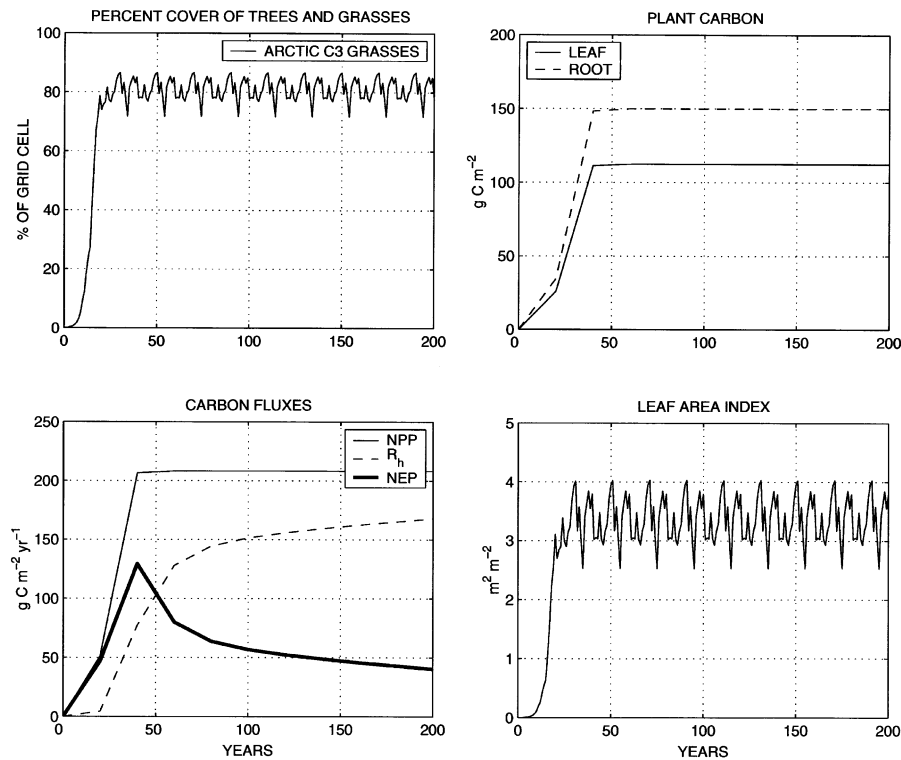 PERCENT COVER OF TREES AND GRASSES
100
80
60
40
20
0
% OF GRID CELL
ARCTIC C3 GRASSES
0 50 100 150 200
PLANT CARBON
200
150
100
50
0
g C m⁻²
LEAF
ROOT
0 50 100 150 200
CARBON FLUXES
250
200
150
100
50
0
g C m⁻² yr⁻¹
NPP
Rₕ
NEP
0 50 100 150 200
YEARS
LEAF AREA INDEX
5
4
3
2
1
0
m² m⁻²
0 50 100 150 200
YEARS